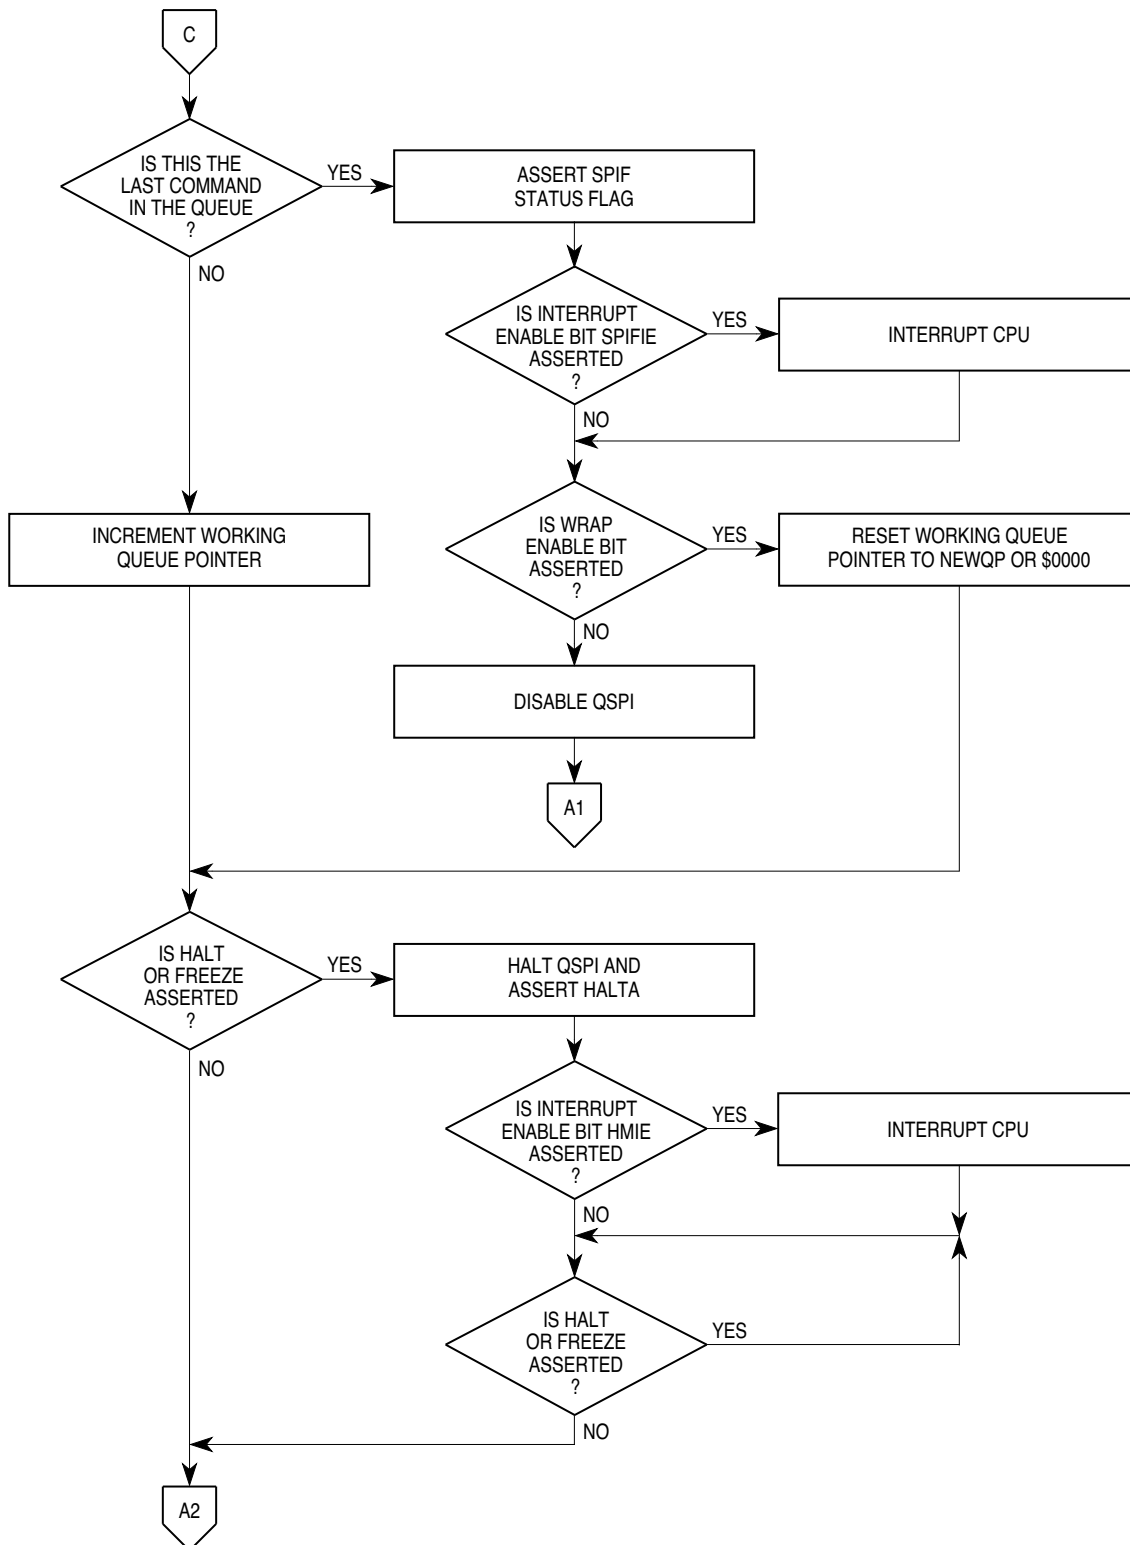 C
IS THIS THE
LAST COMMAND
IN THE QUEUE
?
YES
ASSERT SPIF
STATUS FLAG
NO
IS INTERRUPT
ENABLE BIT SPIFIE
ASSERTED
?
YES
INTERRUPT CPU
NO
INCREMENT WORKING
QUEUE POINTER
IS WRAP
ENABLE BIT
ASSERTED
?
YES
RESET WORKING QUEUE
POINTER TO NEWQP OR $0000
NO
DISABLE QSPI
A1
IS HALT
OR FREEZE
ASSERTED
?
YES
HALT QSPI AND
ASSERT HALTA
NO
IS INTERRUPT
ENABLE BIT HMIE
ASSERTED
?
YES
INTERRUPT CPU
NO
IS HALT
OR FREEZE
ASSERTED
?
YES
NO
A2